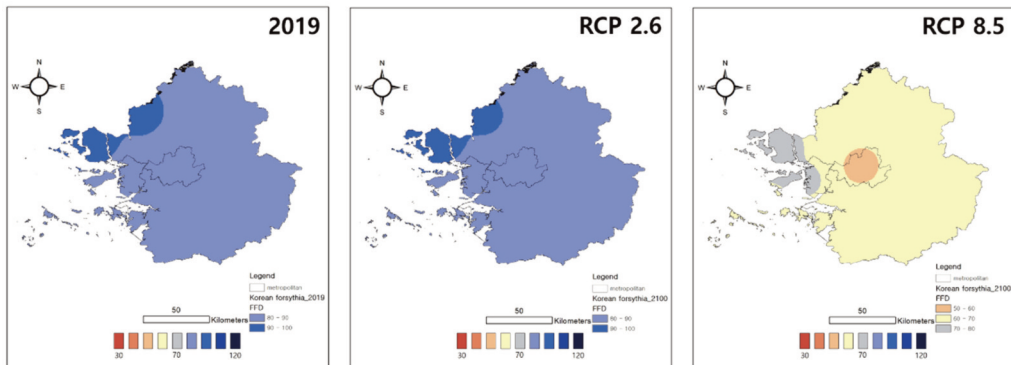 2019
N
W E
S
Legend
metropolitan
Korean forsythia_2019
FFD
80 - 90
90 - 100
50
Kilometers
30 70 120
RCP 2.6
N
W E
S
Legend
metropolitan
Korean forsythia_2100
FFD
80 - 90
90 - 100
50
Kilometers
30 70 120
RCP 8.5
N
W E
S
Legend
metropolitan
Korean forsythia_2100
FFD
50 - 60
60 - 70
70 - 80
50
Kilometers
30 70 120